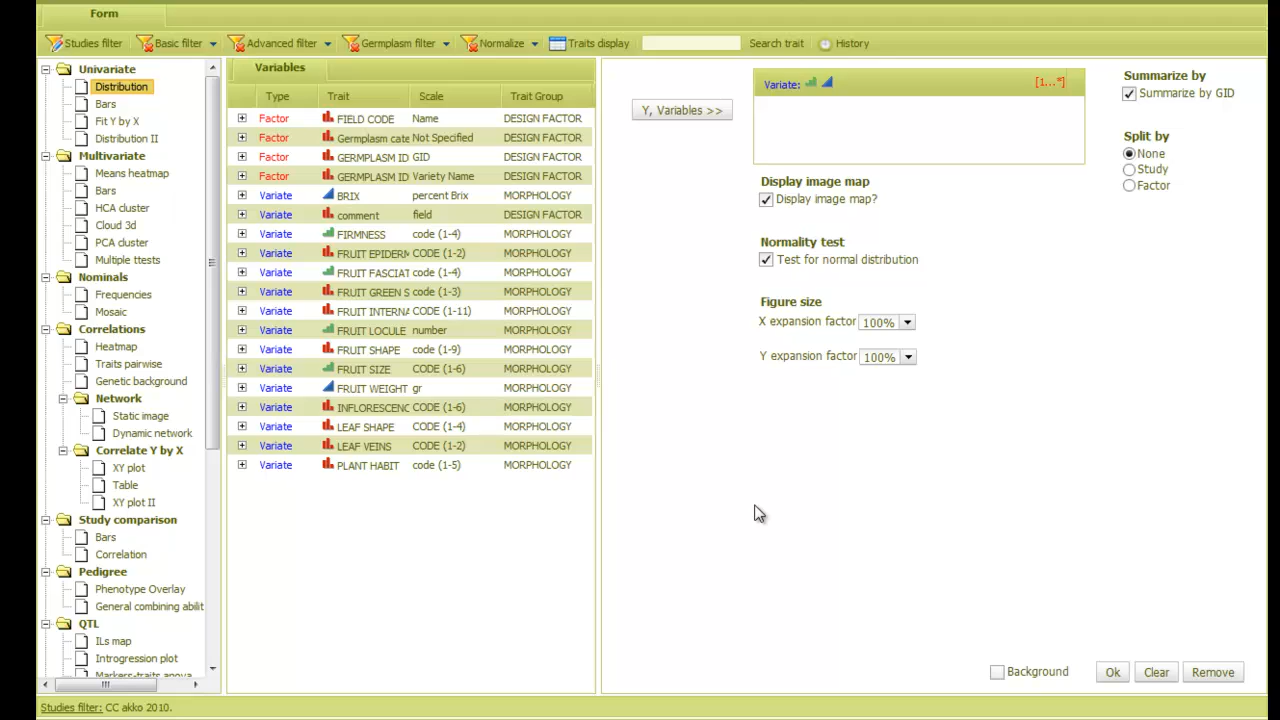 Form
Studies filter Basic filter Advanced filter Germplasm filter Normalize Traits display Search trait History
Univariate
Distribution
Bars
Fit Y by X
Distribution II
Multivariate
Means heatmap
Bars
HCA cluster
Cloud 3d
PCA cluster
Multiple ttests
Nominals
Frequencies
Mosaic
Correlations
Heatmap
Traits pairwise
Genetic background
Network
Static image
Dynamic network
Correlate Y by X
XY plot
Table
XY plot II
Study comparison
Bars
Correlation
Pedigree
Phenotype Overlay
General combining abilit
QTL
ILs map
Introgression plot
Markers-traits anova
Variables
Type Trait Scale Trait Group
Factor FIELD CODE Name DESIGN FACTOR
Factor Germplasm cate Not Specified DESIGN FACTOR
Factor GERMPLASM ID GID DESIGN FACTOR
Factor GERMPLASM ID Variety Name DESIGN FACTOR
Variate BRIX percent Brix MORPHOLOGY
Variate comment field DESIGN FACTOR
Variate FIRMNESS code (1-4) MORPHOLOGY
Variate FRUIT EPIDERM CODE (1-2) MORPHOLOGY
Variate FRUIT FASCIAT code (1-4) MORPHOLOGY
Variate FRUIT GREEN S code (1-3) MORPHOLOGY
Variate FRUIT INTERNA CODE (1-11) MORPHOLOGY
Variate FRUIT LOCULE number MORPHOLOGY
Variate FRUIT SHAPE code (1-9) MORPHOLOGY
Variate FRUIT SIZE CODE (1-6) MORPHOLOGY
Variate FRUIT WEIGHT gr MORPHOLOGY
Variate INFLORESCENC CODE (1-6) MORPHOLOGY
Variate LEAF SHAPE CODE (1-4) MORPHOLOGY
Variate LEAF VEINS CODE (1-2) MORPHOLOGY
Variate PLANT HABIT code (1-5) MORPHOLOGY
Y, Variables >>
Variate: [1...*]
Display image map
Display image map?
Normality test
Test for normal distribution
Figure size
X expansion factor 100%
Y expansion factor 100%
Summarize by
Summarize by GID
Split by
None
Study
Factor
Background Ok Clear Remove
Studies filter: CC akko 2010.